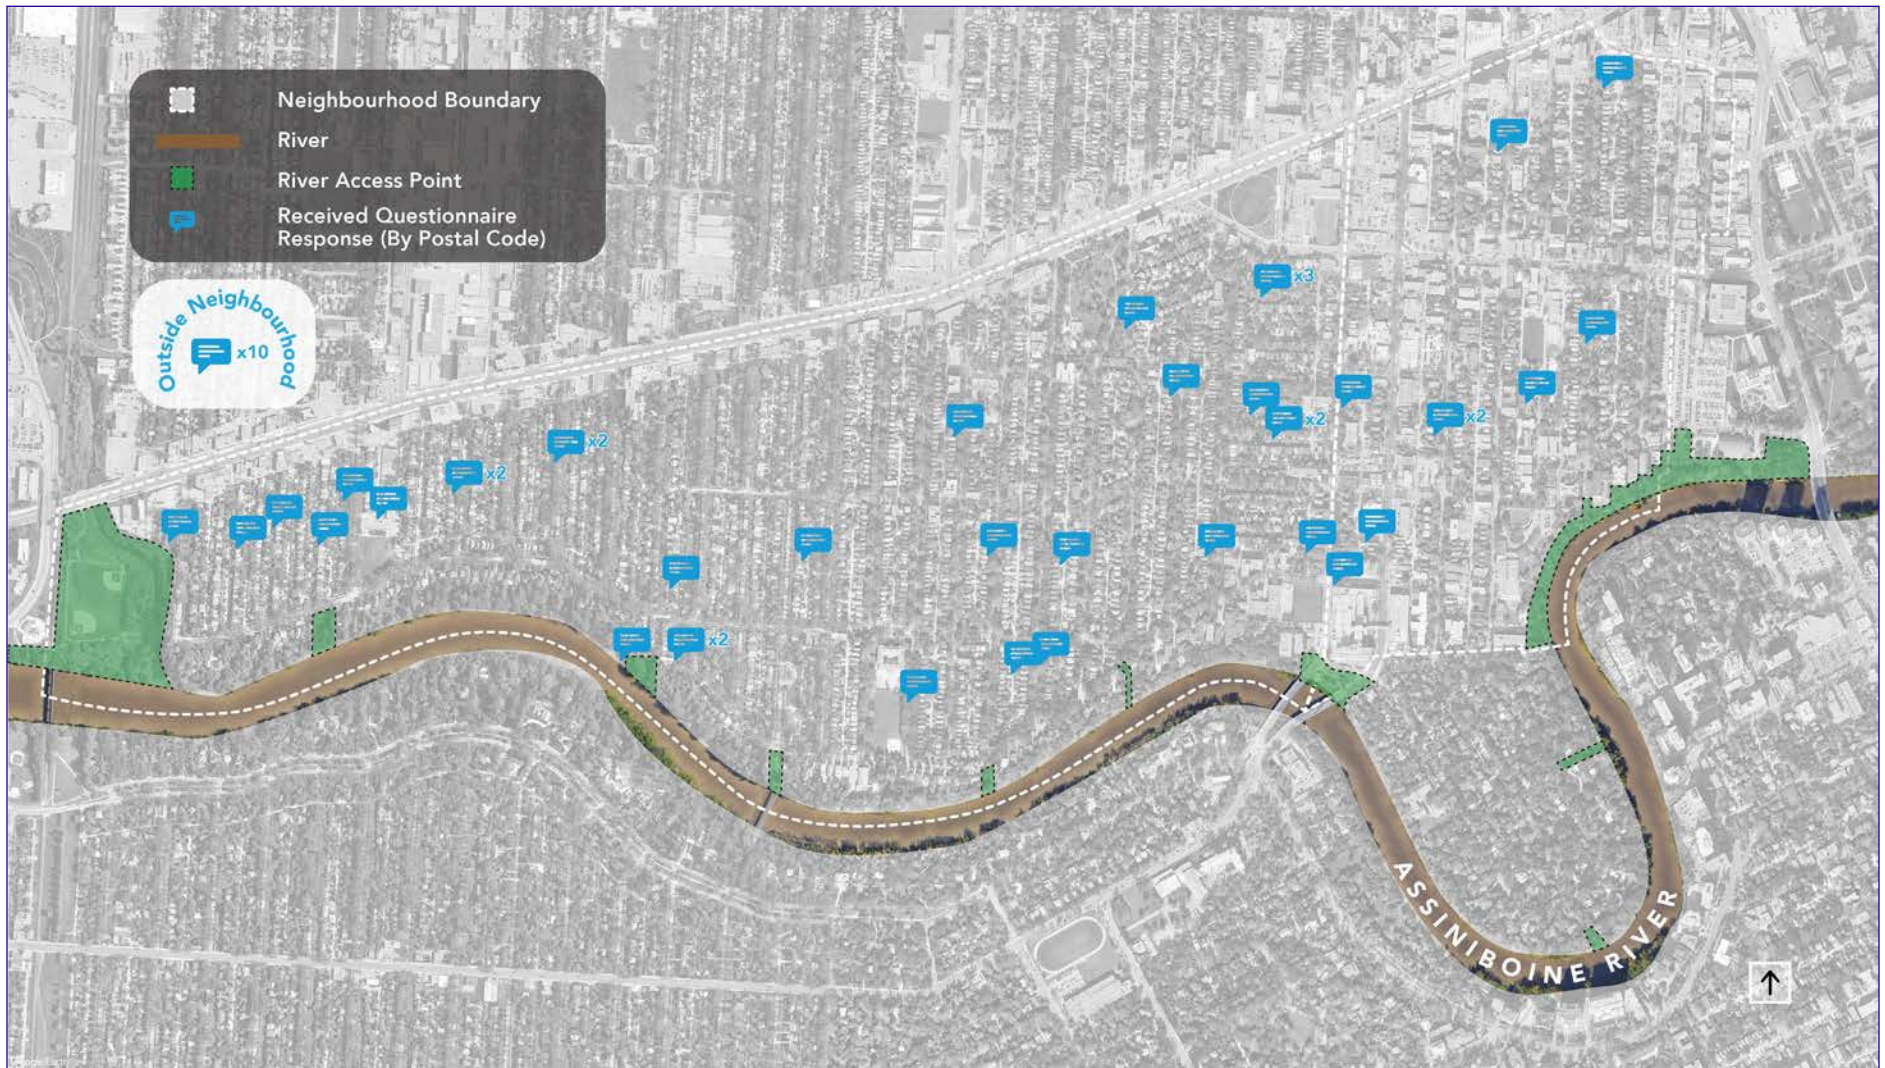 Neighbourhood Boundary
River
River Access Point
Received Questionnaire
Response (By Postal Code)
Outside Neighbourhood
x10
x3
x2
x2
x2
x2
x2
ASSINIBOINE RIVER